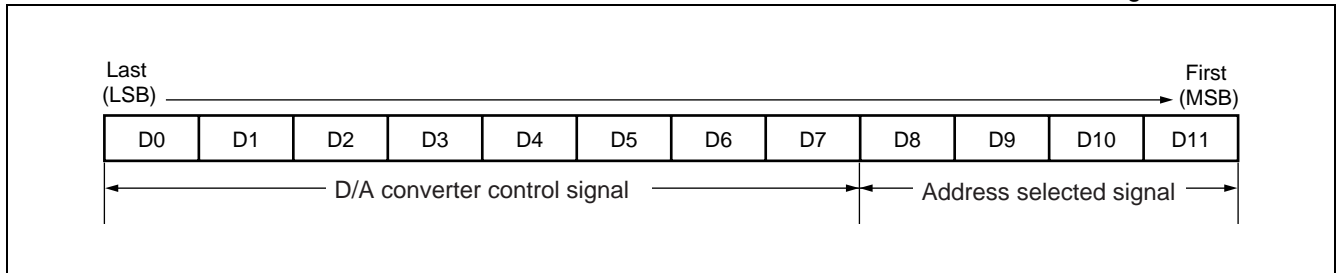 Last First
(LSB) (MSB)
D0 D1 D2 D3 D4 D5 D6 D7 D8 D9 D10 D11
D/A converter control signal Address selected signal